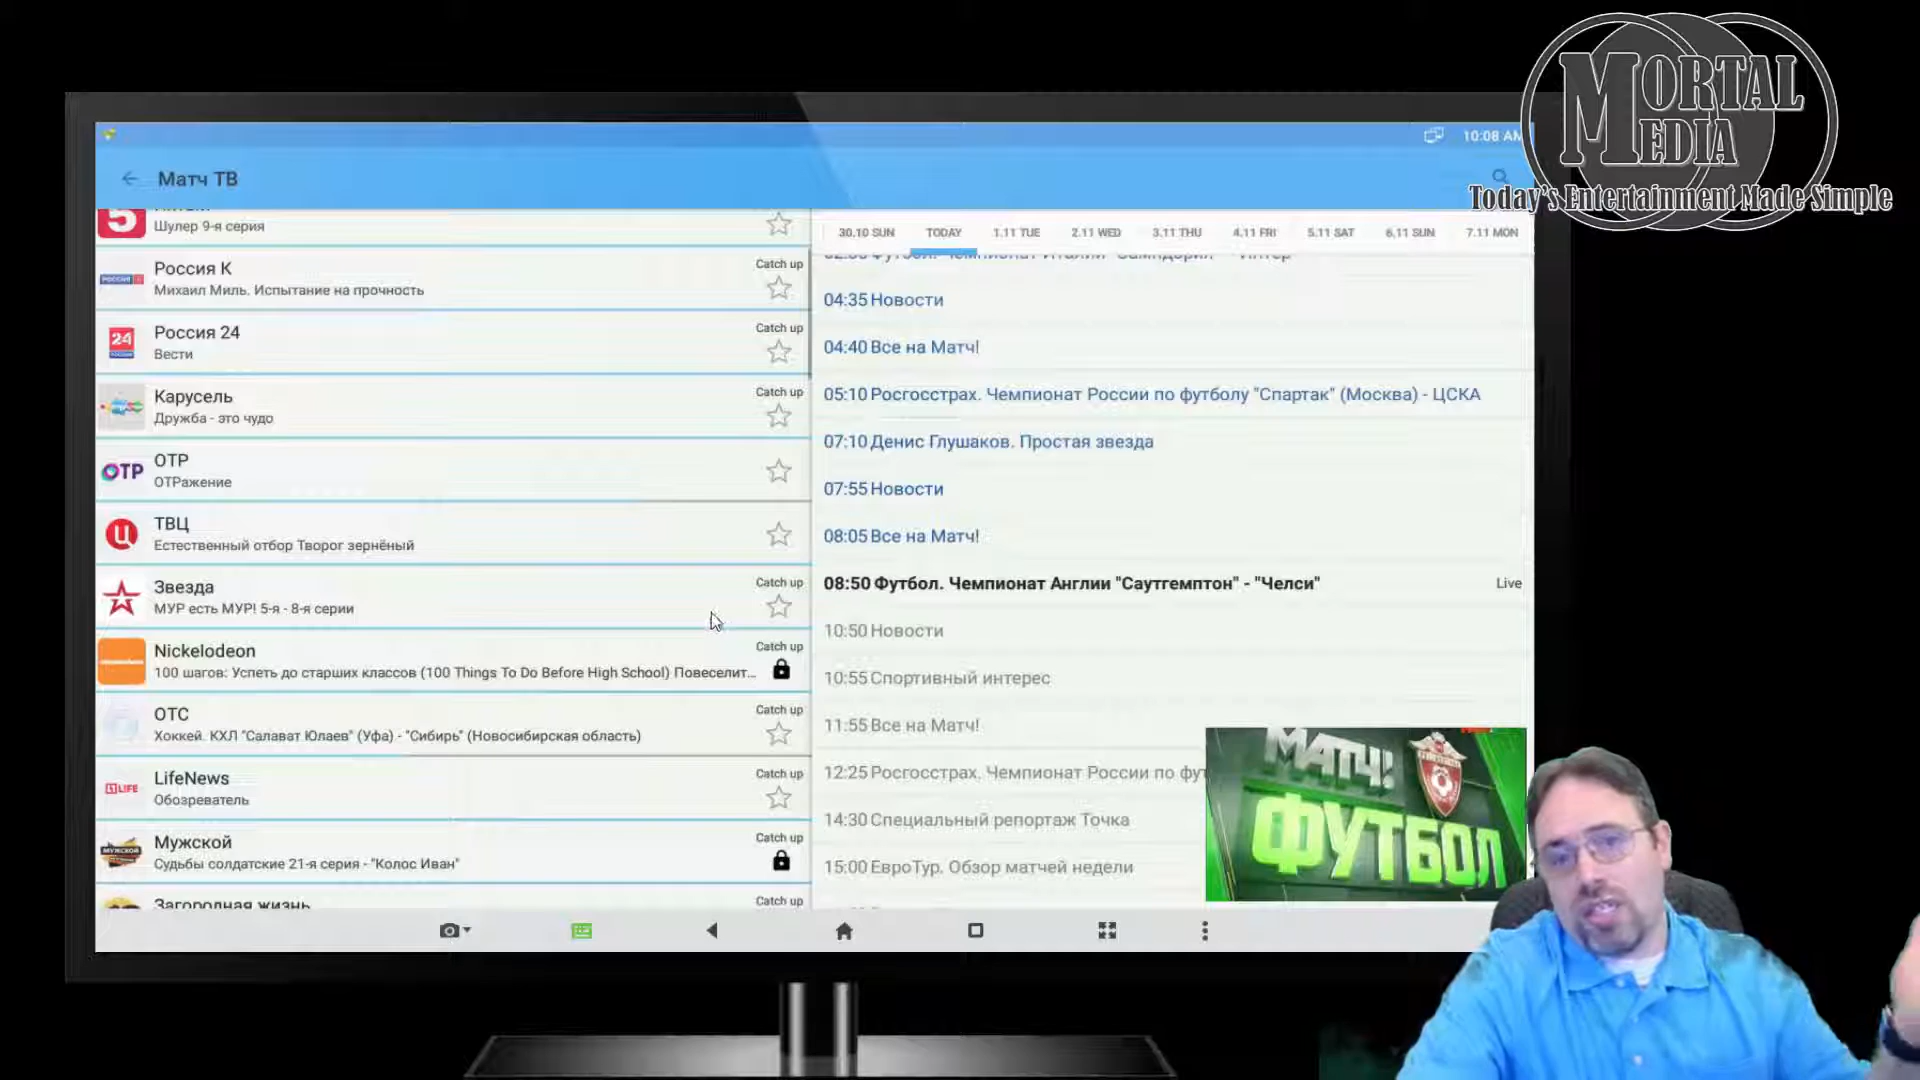 MORTAL
MEDIA
Today's Entertainment Made Simple
10:08 AM
Матч ТВ
5
Шулер 9-я серия
Россия К
Catch up
Михаил Миль. Испытание на прочность
24
Россия 24
Catch up
Вести
Карусель
Catch up
Дружба - это чудо
ОТР
ОТР
ОТРажение
ТВЦ
Естественный отбор Творог зернёный
Звезда
Catch up
МУР есть МУР! 5-я - 8-я серии
Nickelodeon
Catch up
100 шагов: Успеть до старших классов (100 Things To Do Before High School) Повеселит...
ОТС
Catch up
Хоккей. КХЛ "Салават Юлаев" (Уфа) - "Сибирь" (Новосибирская область)
LIFE
LifeNews
Catch up
Обозреватель
МУЖСКОЙ
Мужской
Catch up
Судьбы солдатские 21-я серия - "Колос Иван"
Загородная жизнь
Catch up
30.10 SUN TODAY 1.11 TUE 2.11 WED 3.11 THU 4.11 FRI 5.11 SAT 6.11 SUN 7.11 MON
04:35 Новости
04:40 Все на Матч!
05:10 Росгосстрах. Чемпионат России по футболу "Спартак" (Москва) - ЦСКА
07:10 Денис Глушаков. Простая звезда
07:55 Новости
08:05 Все на Матч!
08:50 Футбол. Чемпионат Англии "Саутгемптон" - "Челси" Live
10:50 Новости
10:55 Спортивный интерес
11:55 Все на Матч!
12:25 Росгосстрах. Чемпионат России по фут
14:30 Специальный репортаж Точка
15:00 ЕвроТур. Обзор матчей недели
МАТЧ!
ФУТБОЛ